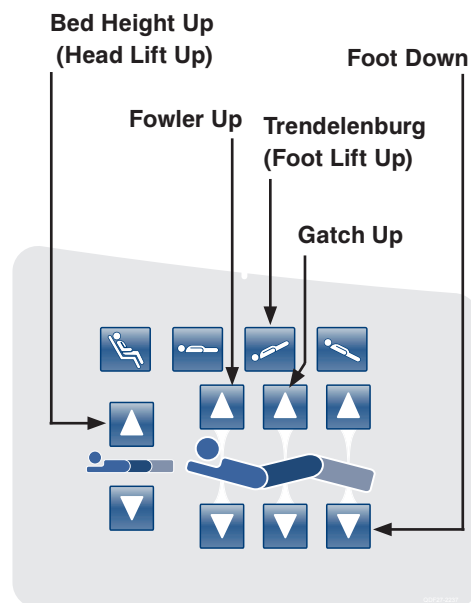 Bed Height Up
(Head Lift Up)
Foot Down
Fowler Up
Trendelenburg
(Foot Lift Up)
Gatch Up